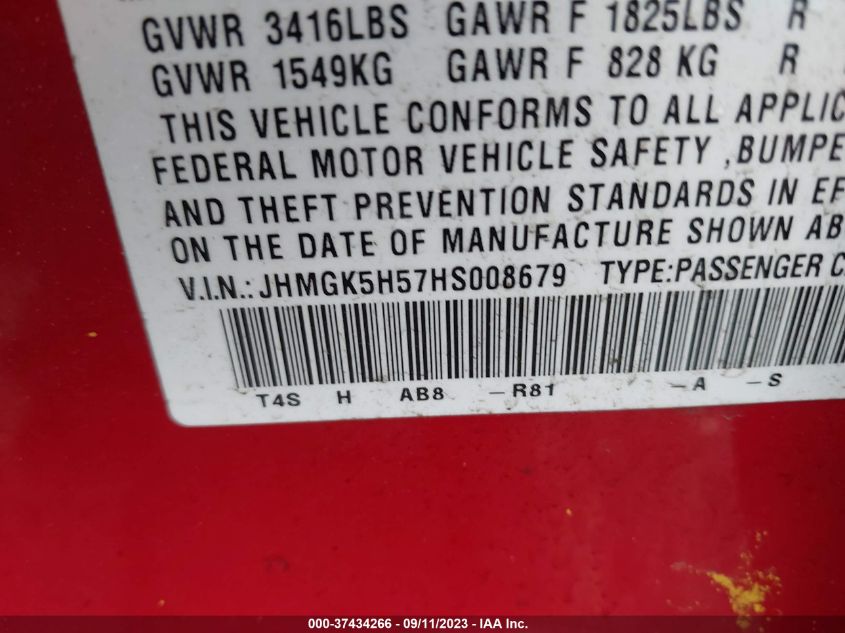 GVWR 3416LBS GAWR F 1825LBS R
GVWR 1549KG GAWR F 828 KG R
THIS VEHICLE CONFORMS TO ALL APPLIC
FEDERAL MOTOR VEHICLE SAFETY ,BUMPE
AND THEFT PREVENTION STANDARDS IN EF
ON THE DATE OF MANUFACTURE SHOWN AB
V.I.N.: JHMGK5H57HS008679 TYPE:PASSENGER C
T4S H AB8 -R81 -A -S
000-37434266 - 09/11/2023 - IAA Inc.